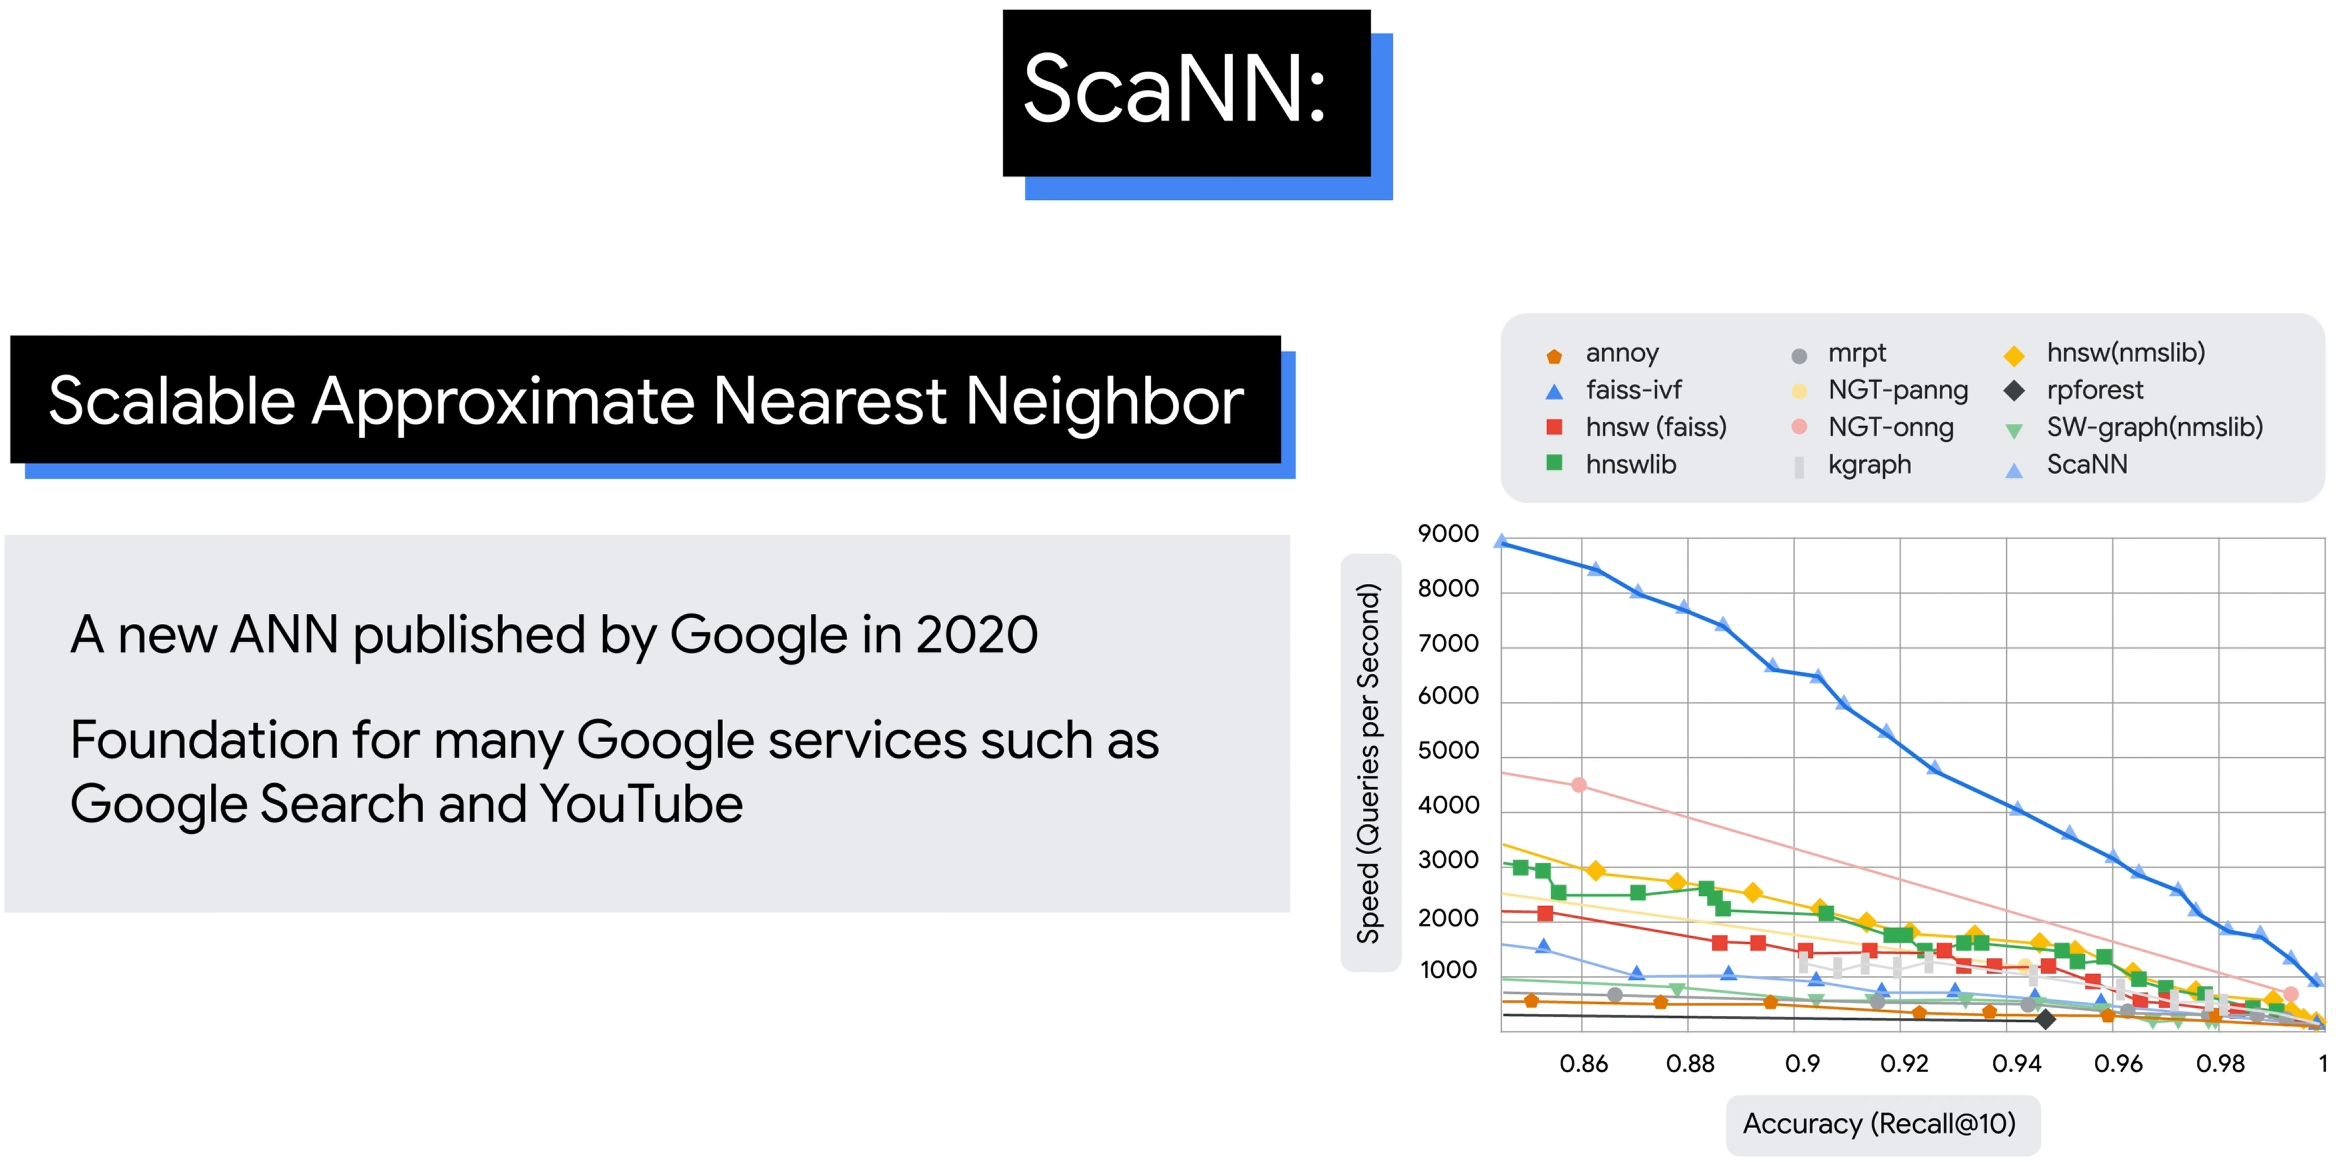 ScaNN:
Scalable Approximate Nearest Neighbor
A new ANN published by Google in 2020
Foundation for many Google services such as
Google Search and YouTube
annoy
faiss-ivf
hnsw (faiss)
hnswlib
mrpt
NGT-panng
NGT-onng
kgraph
hnsw(nmslib)
rpforest
SW-graph(nmslib)
ScaNN
Speed (Queries per Second)
9000
8000
7000
6000
5000
4000
3000
2000
1000
0.86 0.88 0.9 0.92 0.94 0.96 0.98 1
Accuracy (Recall@10)